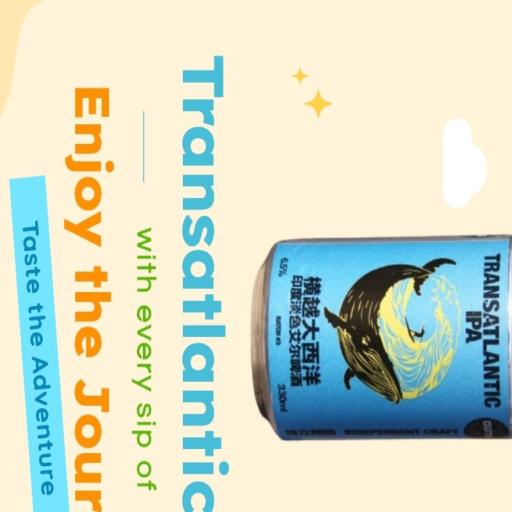 Transatlantic
with every sip of
Enjoy the Jour
Taste the Adventure
TRANSATLANTIC
IPA
横越大西洋
印度淡色艾尔啤酒
6.5%
330ml
INDEPENDENT CRAFT